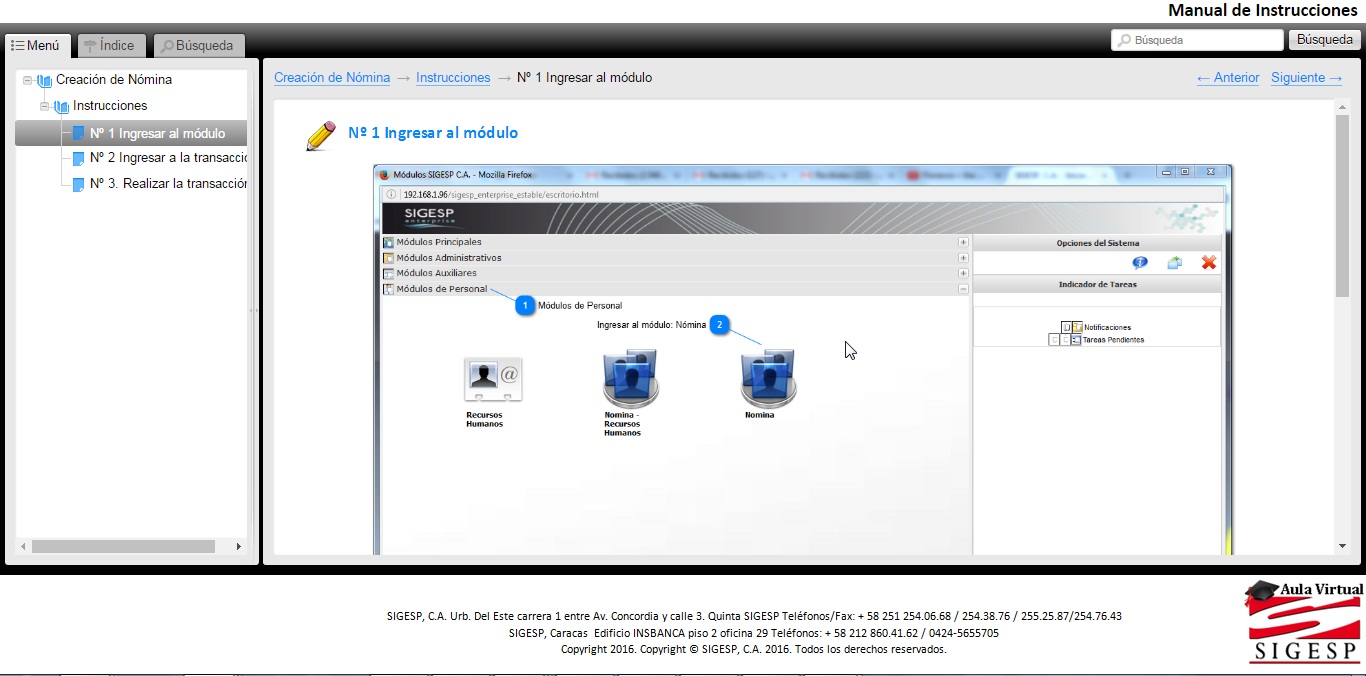 Manual de Instrucciones
Menú
Índice
Búsqueda
Búsqueda
Búsqueda
Creación de Nómina
Instrucciones
Nº 1 Ingresar al módulo
Nº 2 Ingresar a la transacció
Nº 3. Realizar la transacción
Creación de Nómina → Instrucciones → Nº 1 Ingresar al módulo
← Anterior Siguiente →
Nº 1 Ingresar al módulo
Módulos SIGESP C.A. - Mozilla Firefox
192.168.1.96/sigesp_enterprise_estable/escritorio.html
SIGESP
enterprise
Módulos Principales
Módulos Administrativos
Módulos Auxiliares
Módulos de Personal
1 Módulos de Personal
Ingresar al módulo: Nómina 2
@
Recursos
Humanos
Nomina -
Recursos
Humanos
Nomina
Opciones del Sistema
Indicador de Tareas
Notificaciones
Tareas Pendientes
SIGESP, C.A. Urb. Del Este carrera 1 entre Av. Concordia y calle 3. Quinta SIGESP Teléfonos/Fax: + 58 251 254.06.68 / 254.38.76 / 255.25.87/254.76.43
SIGESP, Caracas Edificio INSBANCA piso 2 oficina 29 Teléfonos: + 58 212 860.41.62 / 0424-5655705
Copyright 2016. Copyright © SIGESP, C.A. 2016. Todos los derechos reservados.
Aula Virtual
SIGESP